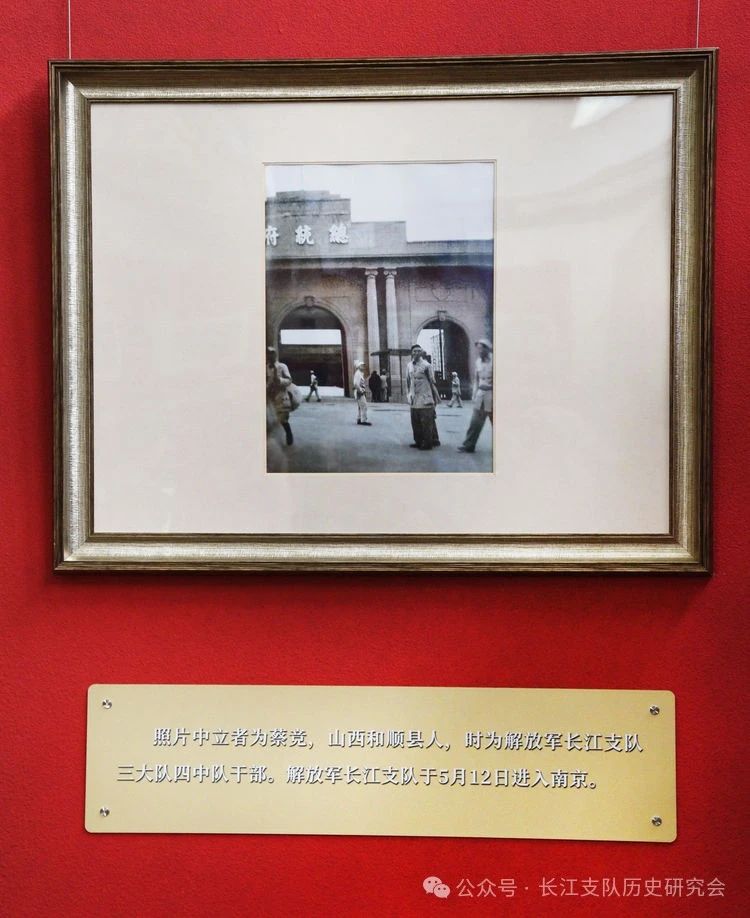 府統總
照片中立者为蔡竞，山西和顺县人，时为解放军长江支队
三大队四中队干部。解放军长江支队于5月12日进入南京。
公众号·长江支队历史研究会